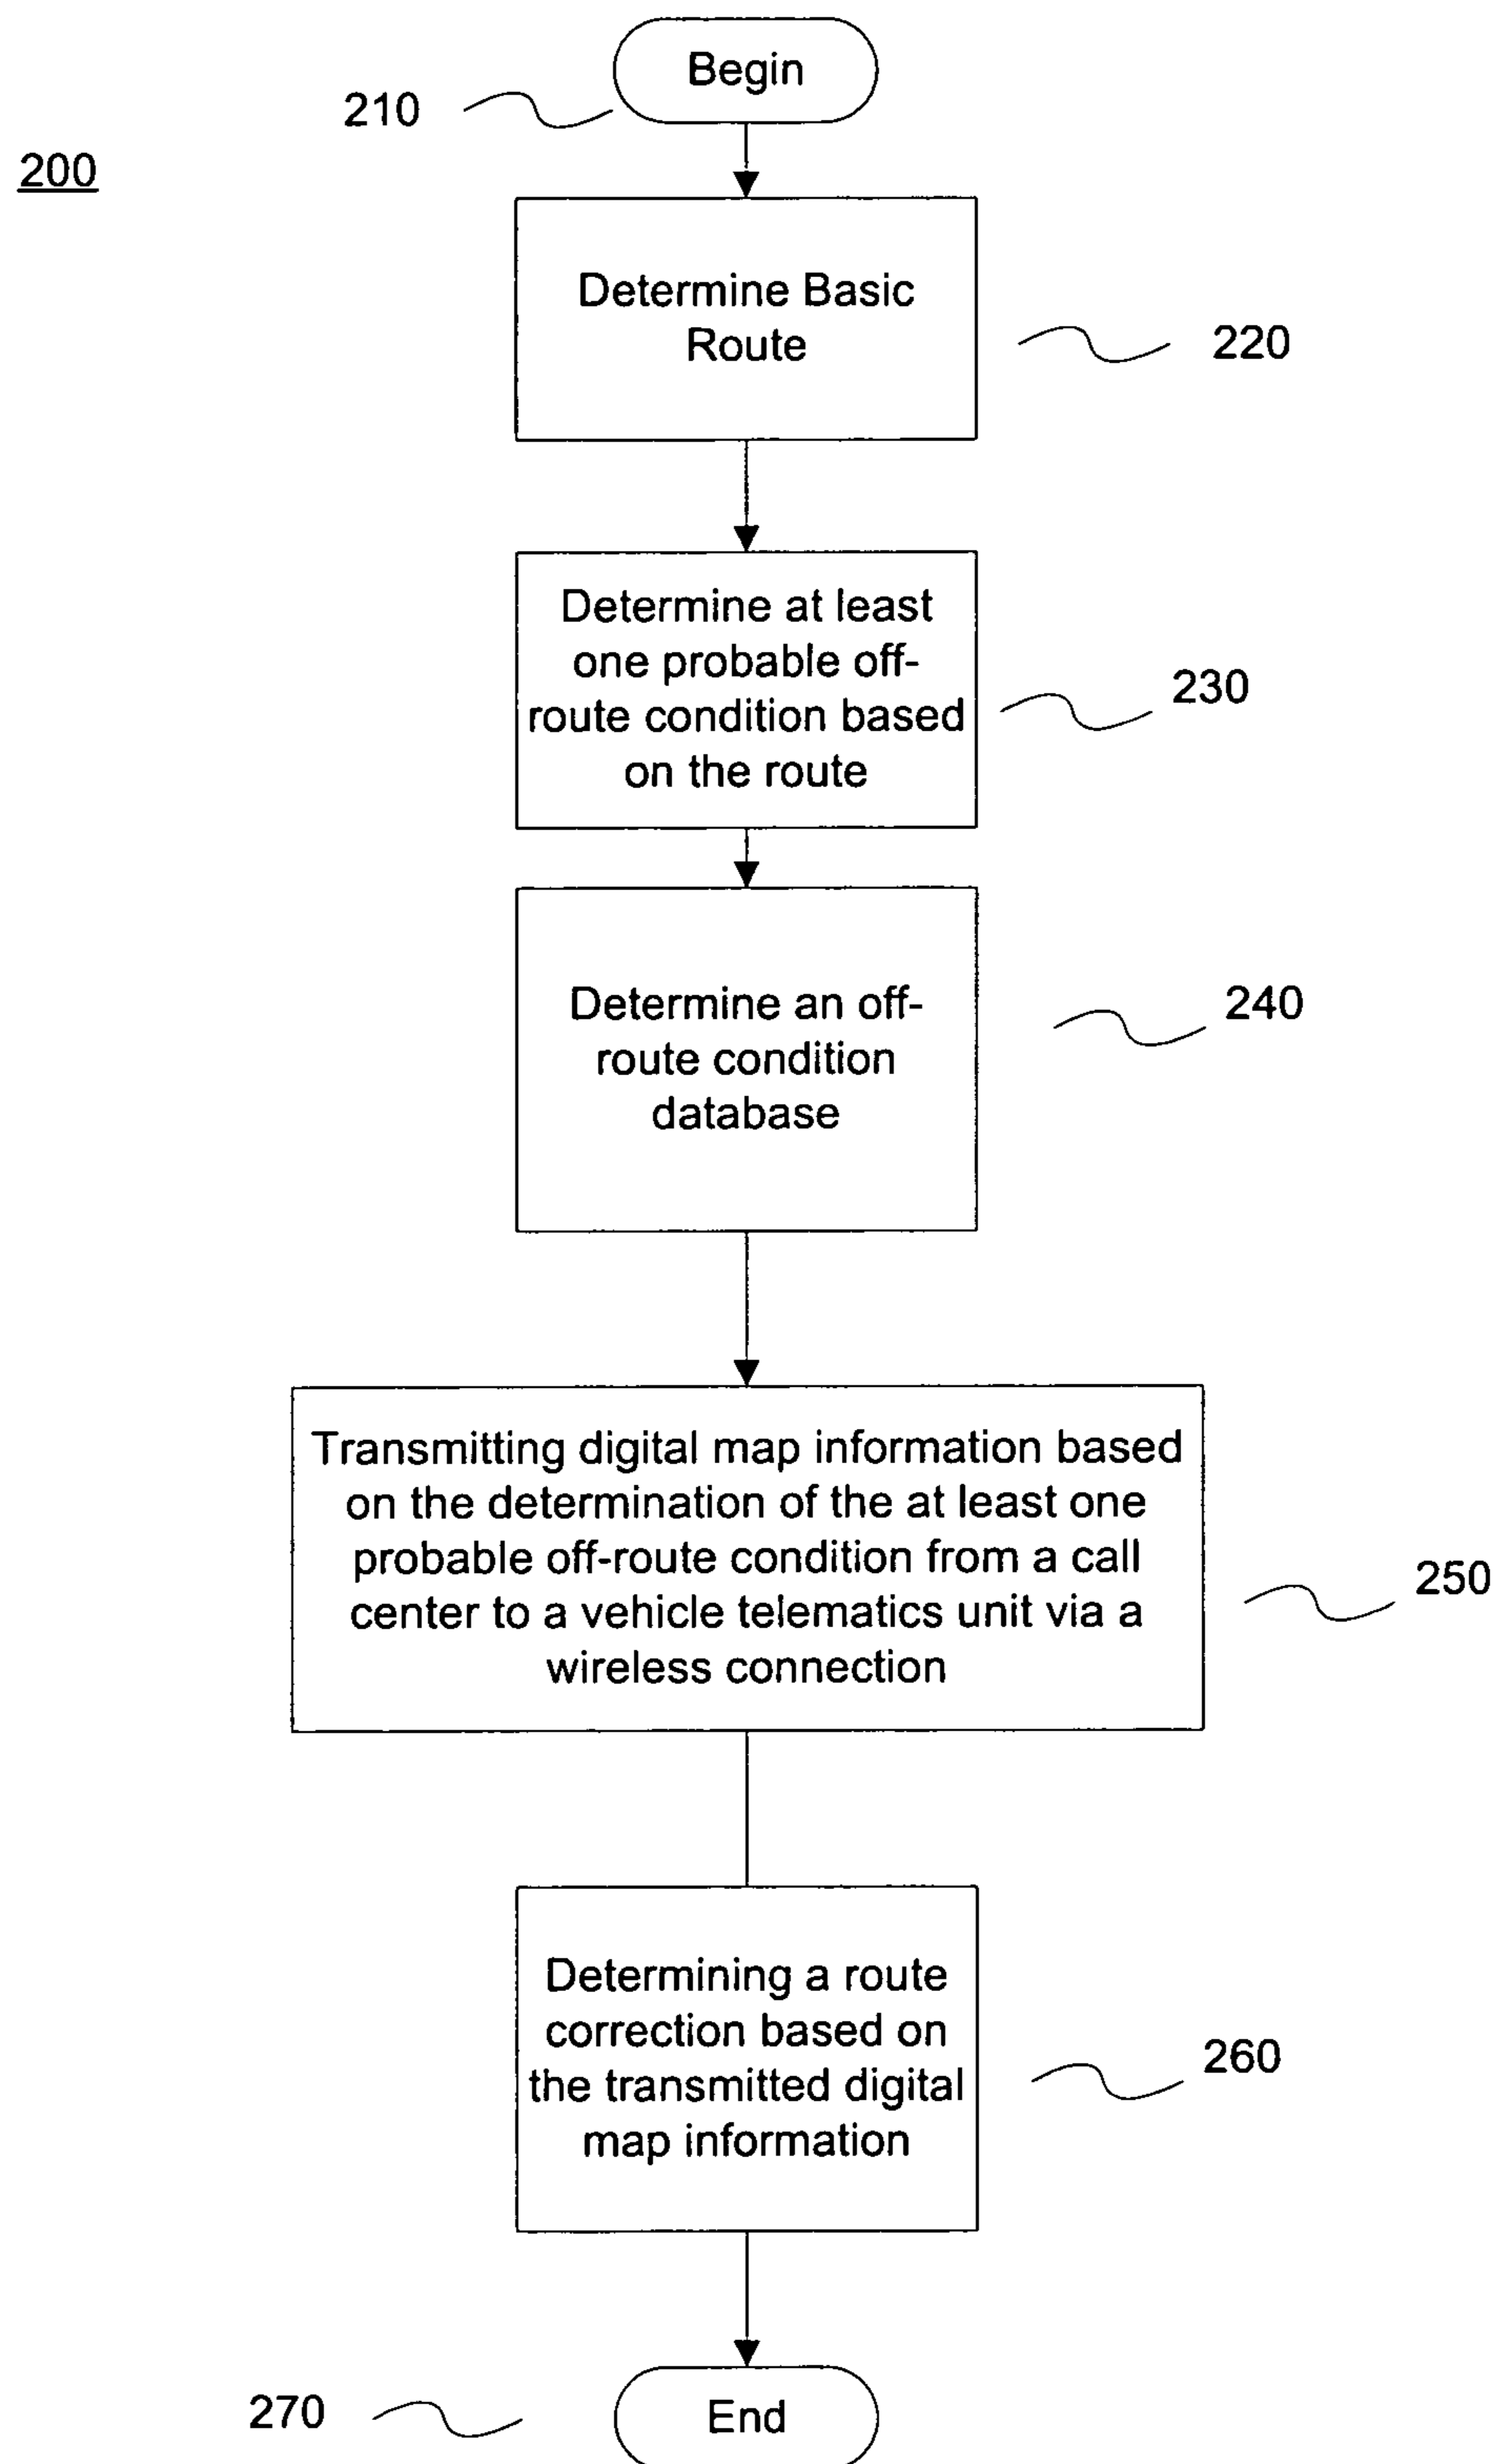 Begin
210
200
Determine Basic
Route
220
Determine at least
one probable off-
route condition based
on the route
230
Determine an off-
route condition
database
240
Transmitting digital map information based
on the determination of the at least one
probable off-route condition from a call
center to a vehicle telematics unit via a
wireless connection
250
Determining a route
correction based on
the transmitted digital
map information
260
270
End